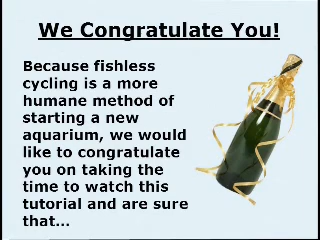 We Congratulate You!
Because fishless
cycling is a more
humane method of
starting a new
aquarium, we would
like to congratulate
you on taking the
time to watch this
tutorial and are sure
that...